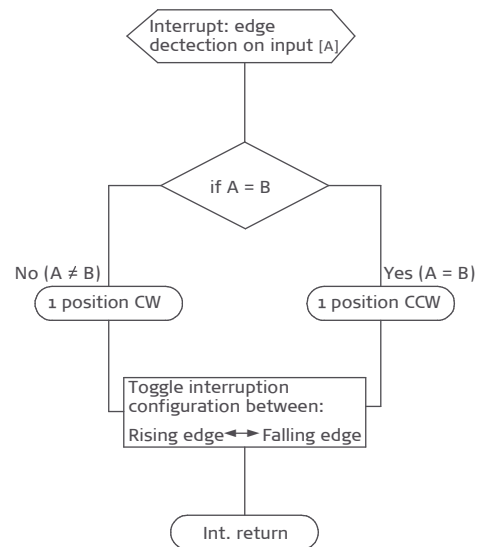 Interrupt: edge
dectection on input [A]
if A = B
No (A ≠ B)
Yes (A = B)
1 position CW
1 position CCW
Toggle interruption
configuration between:
Rising edge Falling edge
Int. return